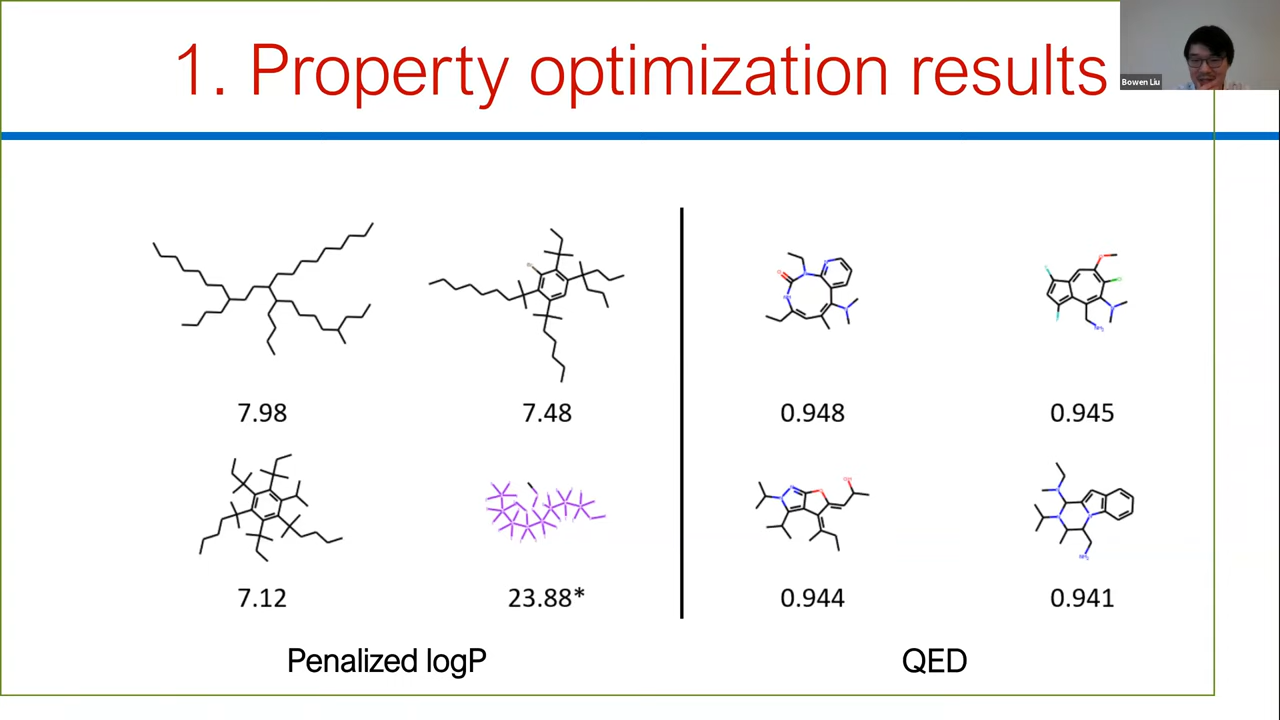 1. Property optimization results
Bowen Liu
7.98
7.48
0.948
0.945
7.12
23.88*
0.944
0.941
Penalized logP
QED